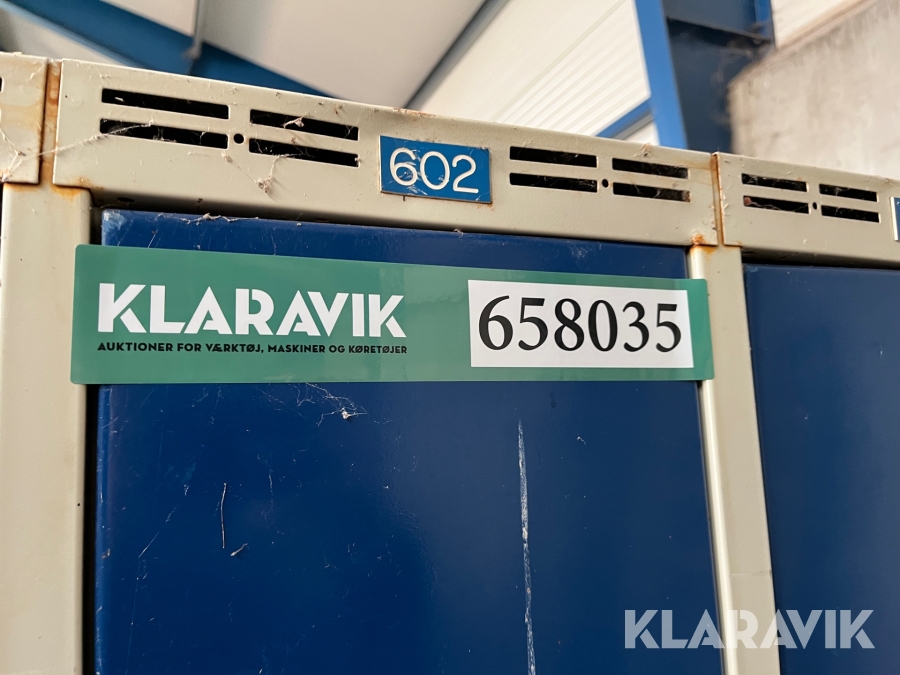 602
KLARAVIK
AUKTIONER FOR VÆRKTØJ, MASKINER OG KØRETØJER
658035
KLARAVIK